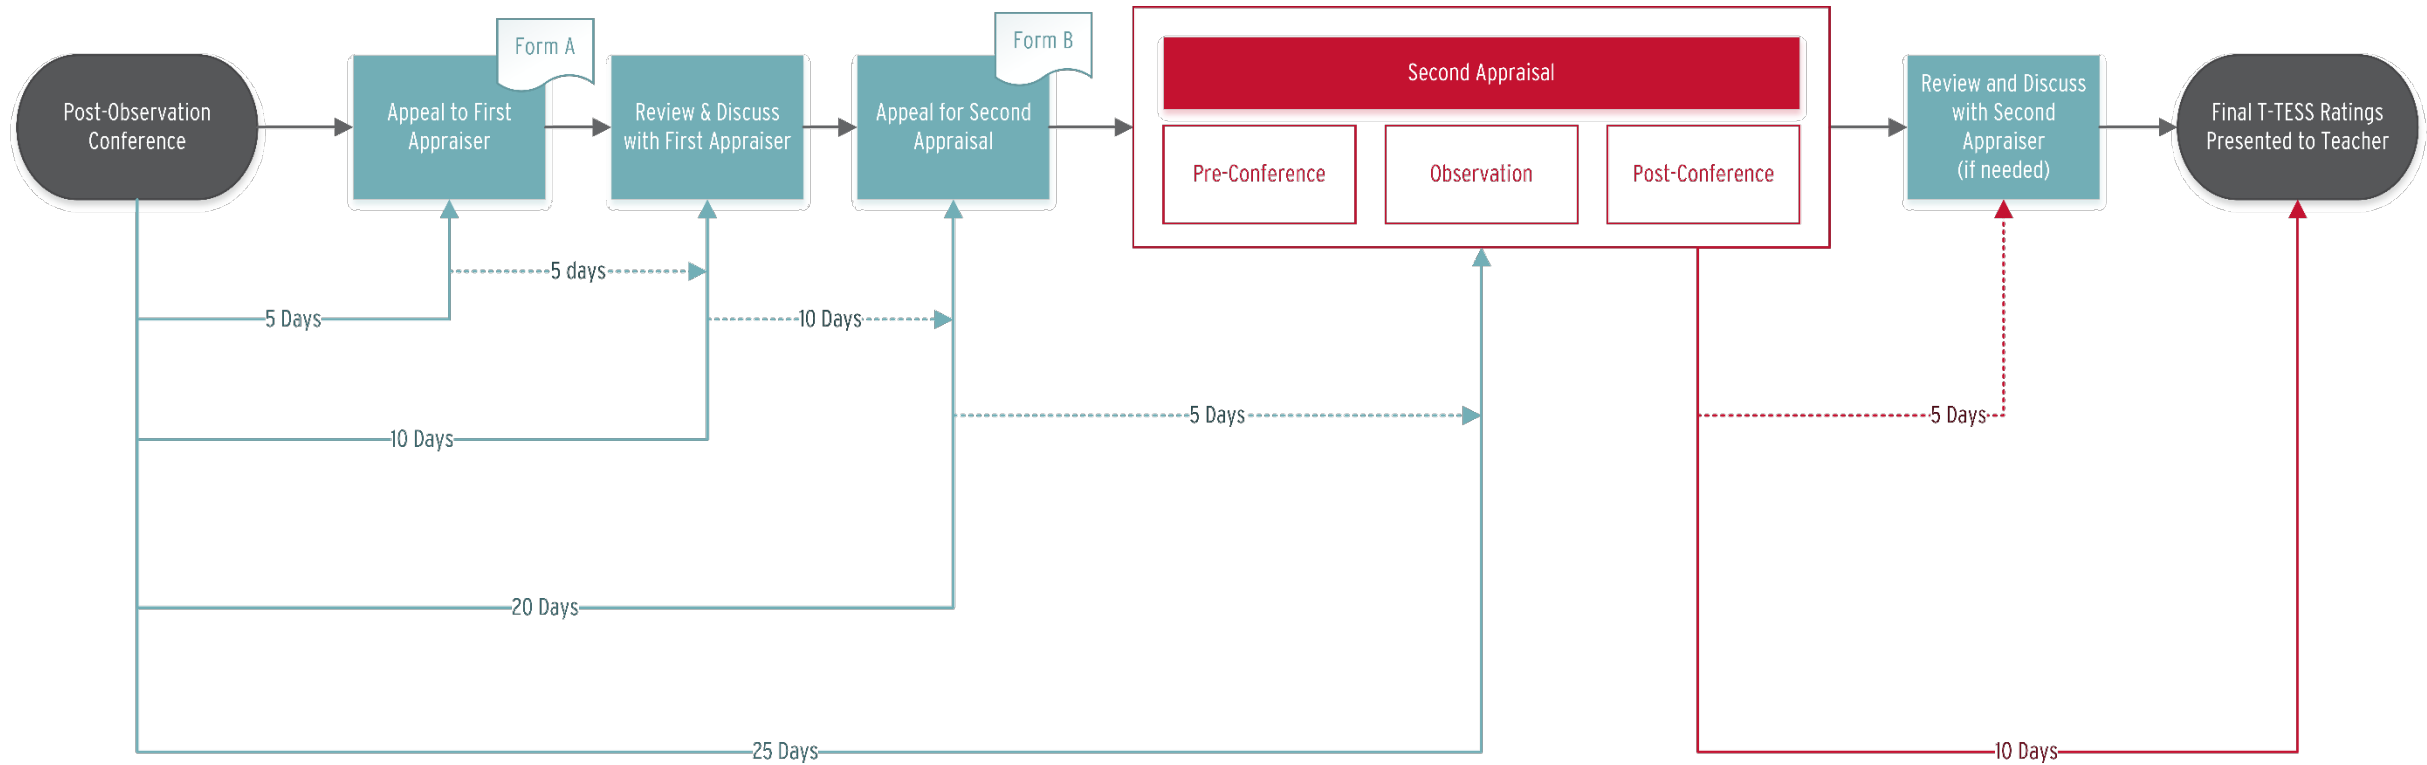 Post-Observation
Conference
Form A
Appeal to First
Appraiser
Review & Discuss
with First Appraiser
Form B
Appeal for Second
Appraisal
Second Appraisal
Pre-Conference
Observation
Post-Conference
Review and Discuss
with Second
Appraiser
(if needed)
Final T-TESS Ratings
Presented to Teacher
5 days
5 Days
10 Days
5 Days
5 Days
10 Days
20 Days
25 Days
10 Days